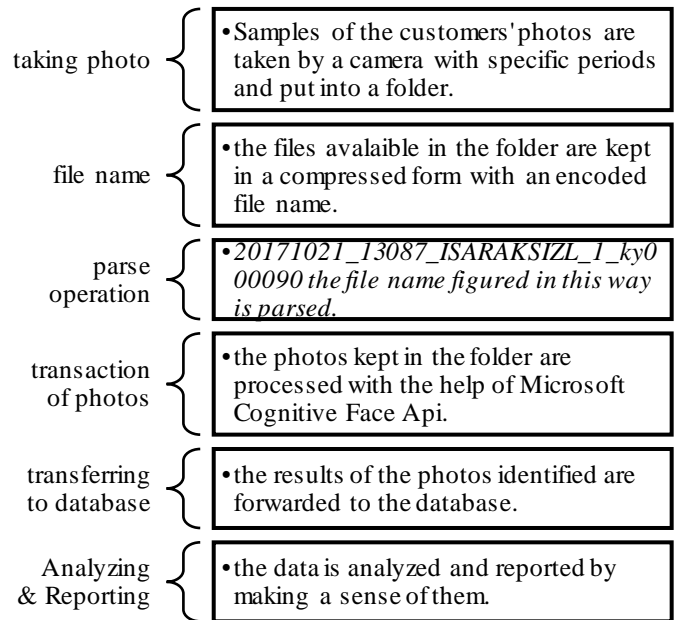 taking photo
•Samples of the customers' photos are
taken by a camera with specific periods
and put into a folder.
file name
•the files avalaible in the folder are kept
in a compressed form with an encoded
file name.
parse
operation
•20171021_13087_ISARAKSIZL_1_ky0
00090 the file name figured in this way
is parsed.
transaction
of photos
•the photos kept in the folder are
processed with the help of Microsoft
Cognitive Face Api.
transferring
to database
•the results of the photos identified are
forwarded to the database.
Analyzing
& Reporting
•the data is analyzed and reported by
making a sense of them.